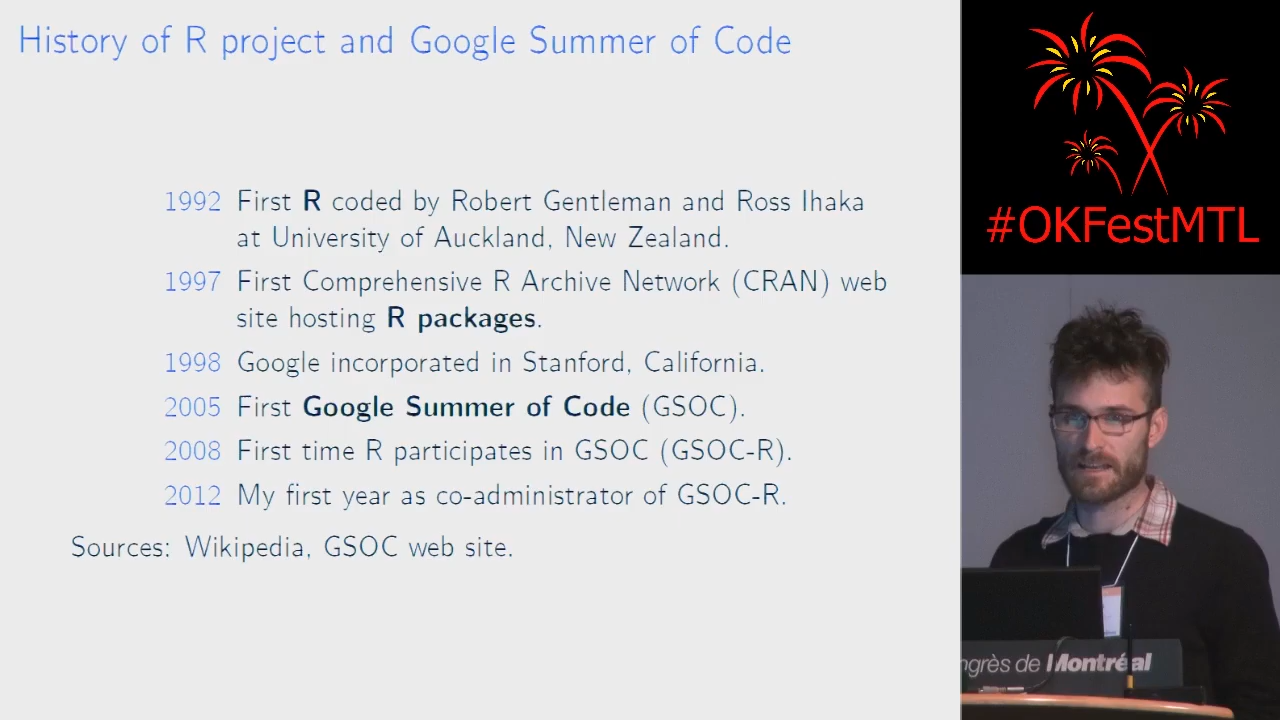 History of R project and Google Summer of Code
1992 First R coded by Robert Gentleman and Ross Ihaka
at University of Auckland, New Zealand.
1997 First Comprehensive R Archive Network (CRAN) web
site hosting R packages.
1998 Google incorporated in Stanford, California.
2005 First Google Summer of Code (GSOC).
2008 First time R participates in GSOC (GSOC-R).
2012 My first year as co-administrator of GSOC-R.
Sources: Wikipedia, GSOC web site.
#OKFestMTL
ngrès de Montréal